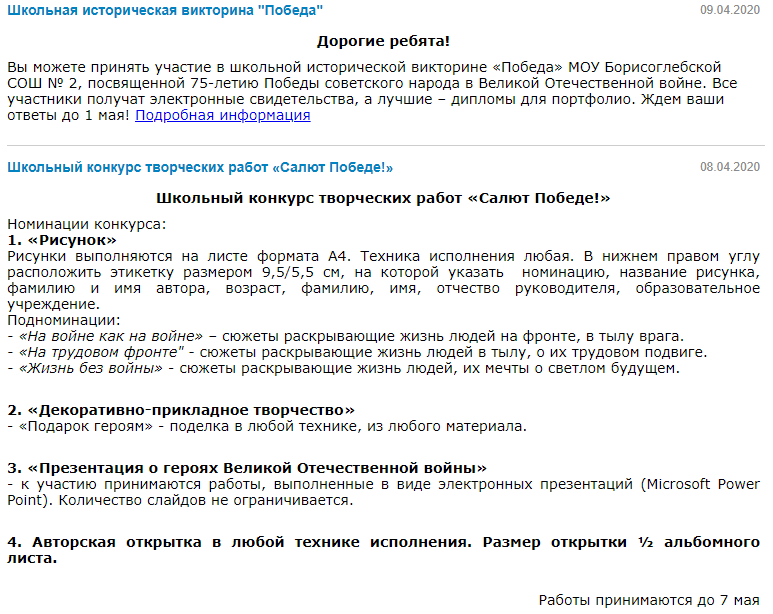 Школьная историческая викторина "Победа" 09.04.2020
Дорогие ребята!
Вы можете принять участие в школьной исторической викторине «Победа» МОУ Борисоглебской
СОШ № 2, посвященной 75-летию Победы советского народа в Великой Отечественной войне. Все
участники получат электронные свидетельства, а лучшие – дипломы для портфолио. Ждем ваши
ответы до 1 мая! Подробная информация
Школьный конкурс творческих работ «Салют Победе!» 08.04.2020
Школьный конкурс творческих работ «Салют Победе!»
Номинации конкурса:
1. «Рисунок»
Рисунки выполняются на листе формата А4. Техника исполнения любая. В нижнем правом углу
расположить этикетку размером 9,5/5,5 см, на которой указать номинацию, название рисунка,
фамилию и имя автора, возраст, фамилию, имя, отчество руководителя, образовательное
учреждение.
Подноминации:
- «На войне как на войне» – сюжеты раскрывающие жизнь людей на фронте, в тылу врага.
- «На трудовом фронте" - сюжеты раскрывающие жизнь людей в тылу, о их трудовом подвиге.
- «Жизнь без войны» - сюжеты раскрывающие жизнь людей, их мечты о светлом будущем.
2. «Декоративно-прикладное творчество»
- «Подарок героям» - поделка в любой технике, из любого материала.
3. «Презентация о героях Великой Отечественной войны»
- к участию принимаются работы, выполненные в виде электронных презентаций (Microsoft Power
Point). Количество слайдов не ограничивается.
4. Авторская открытка в любой технике исполнения. Размер открытки ½ альбомного
листа.
Работы принимаются до 7 мая